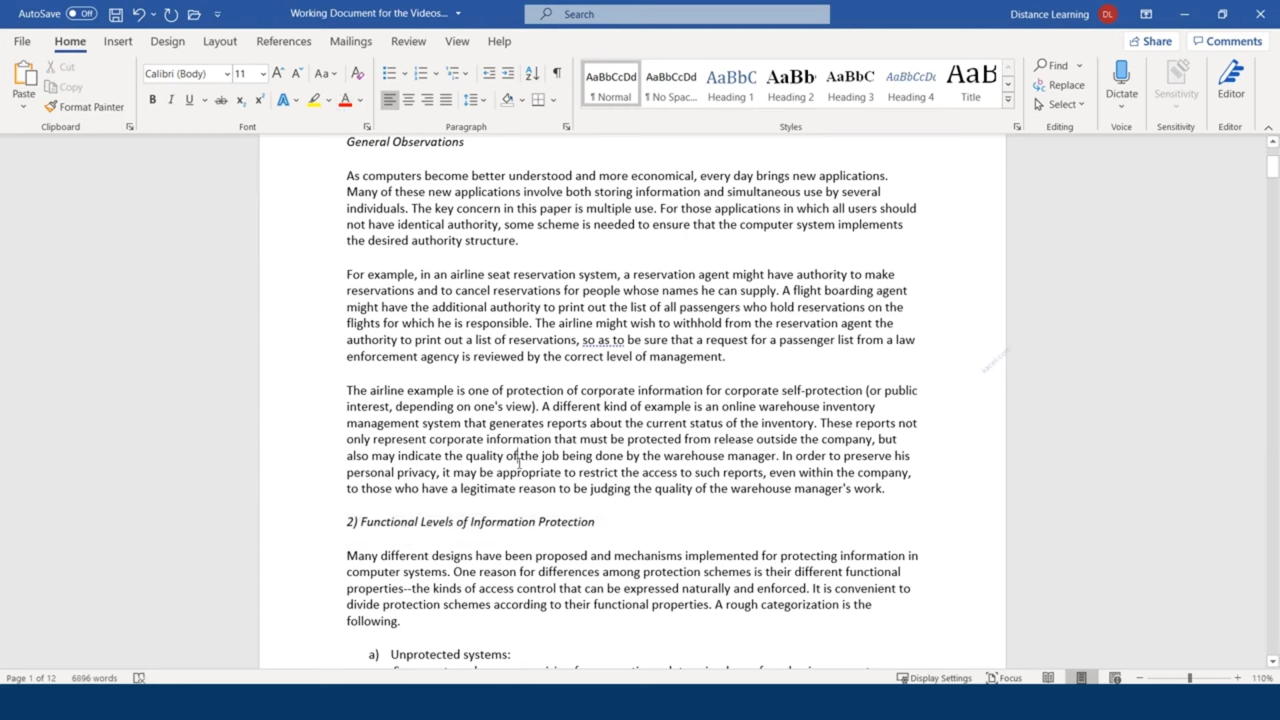 AutoSave Off Working Document for the Videos... Search Distance Learning DL
File Home Insert Design Layout References Mailings Review View Help Share Comments
Paste Cut Copy Format Painter Clipboard
Calibri (Body) 11 Font
Paragraph
AaBbCcDd ¶ Normal
AaBbCcDd ¶ No Spac...
AaBbC Heading 1
AaBb Heading 2
AaBbC Heading 3
AaBbCcDc Heading 4
AaB Title
Styles
Find Replace Select Editing
Dictate Voice
Sensitivity Sensitivity
Editor Editor
General Observations
As computers become better understood and more economical, every day brings new applications.
Many of these new applications involve both storing information and simultaneous use by several
individuals. The key concern in this paper is multiple use. For those applications in which all users should
not have identical authority, some scheme is needed to ensure that the computer system implements
the desired authority structure.
For example, in an airline seat reservation system, a reservation agent might have authority to make
reservations and to cancel reservations for people whose names he can supply. A flight boarding agent
might have the additional authority to print out the list of all passengers who hold reservations on the
flights for which he is responsible. The airline might wish to withhold from the reservation agent the
authority to print out a list of reservations, so as to be sure that a request for a passenger list from a law
enforcement agency is reviewed by the correct level of management.
The airline example is one of protection of corporate information for corporate self-protection (or public
interest, depending on one's view). A different kind of example is an online warehouse inventory
management system that generates reports about the current status of the inventory. These reports not
only represent corporate information that must be protected from release outside the company, but
also may indicate the quality of the job being done by the warehouse manager. In order to preserve his
personal privacy, it may be appropriate to restrict the access to such reports, even within the company,
to those who have a legitimate reason to be judging the quality of the warehouse manager's work.
2) Functional Levels of Information Protection
Many different designs have been proposed and mechanisms implemented for protecting information in
computer systems. One reason for differences among protection schemes is their different functional
properties--the kinds of access control that can be expressed naturally and enforced. It is convenient to
divide protection schemes according to their functional properties. A rough categorization is the
following.
a) Unprotected systems:
Page 1 of 12 6896 words Display Settings Focus 110%